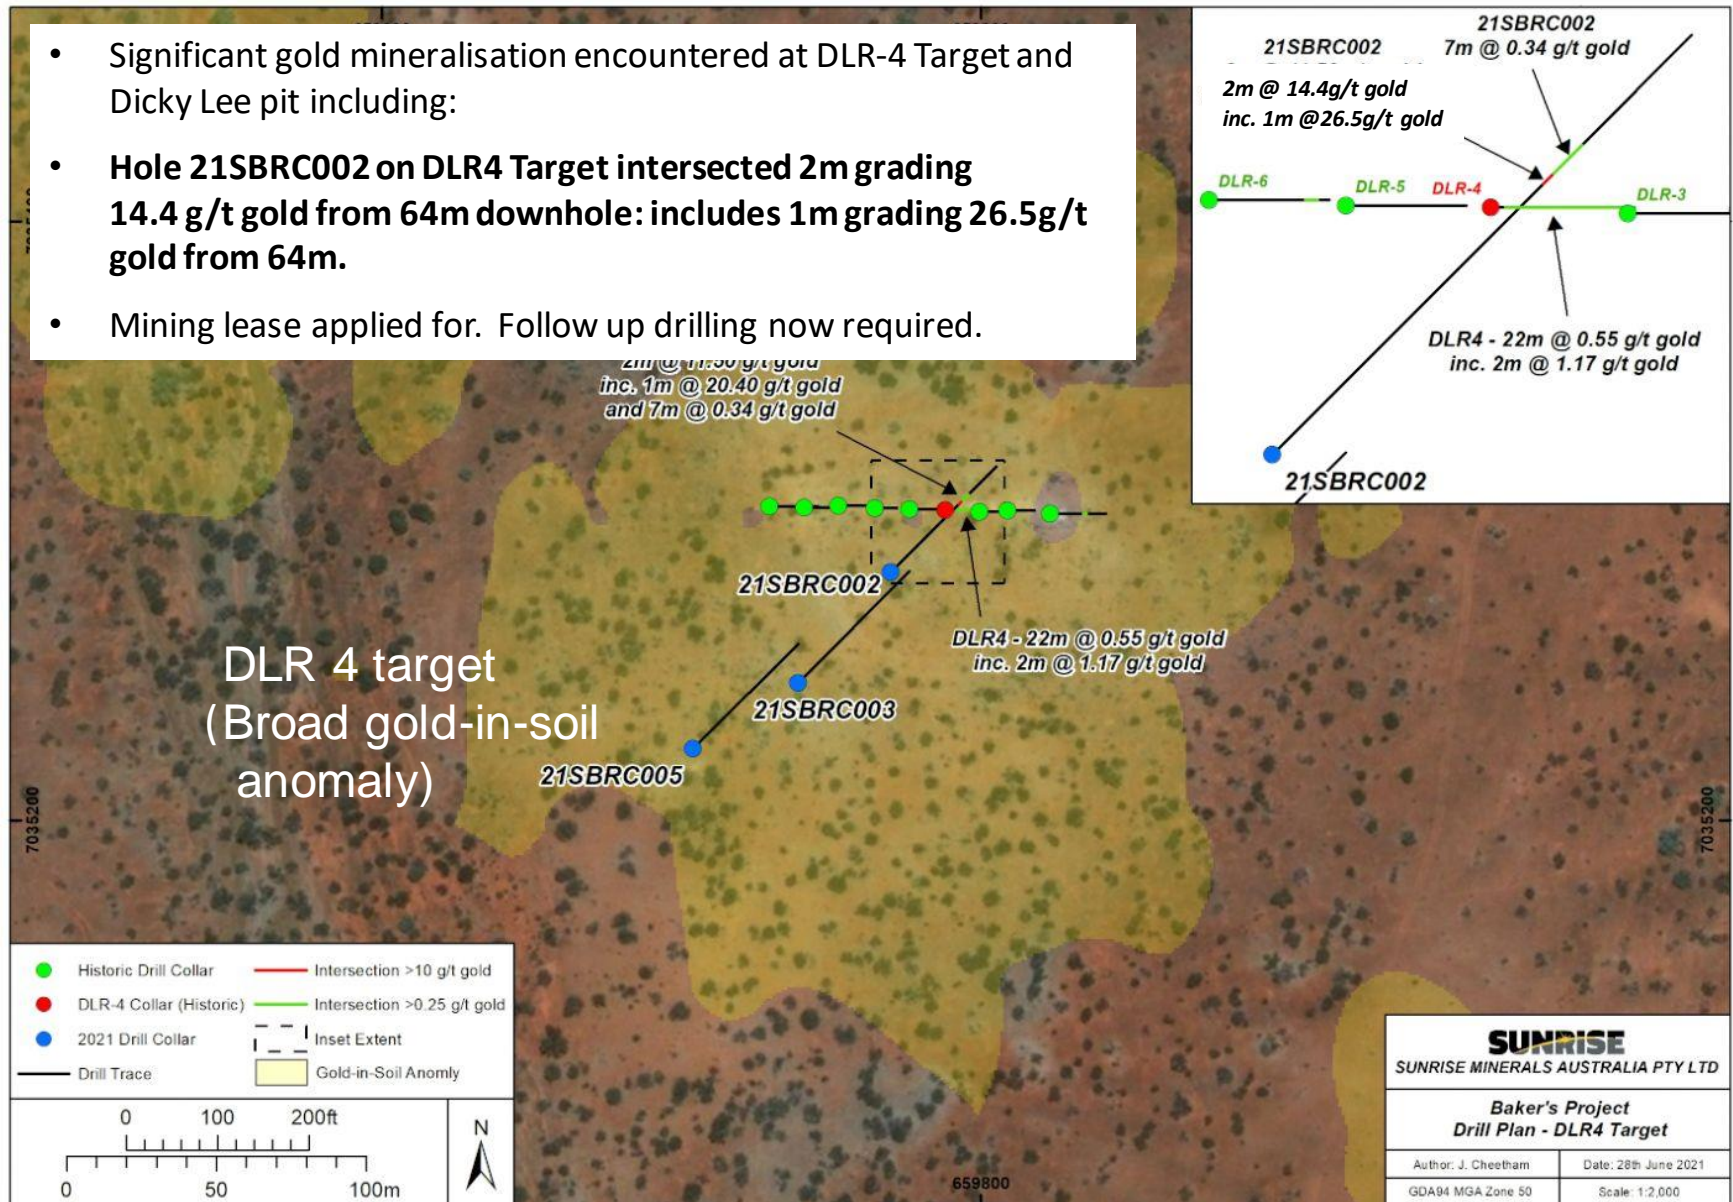 • Significant gold mineralisation encountered at DLR-4 Target and
Dicky Lee pit including:
• Hole 21SBRC002 on DLR4 Target intersected 2m grading
14.4 g/t gold from 64m downhole: includes 1m grading 26.5g/t
gold from 64m.
• Mining lease applied for. Follow up drilling now required.
21SBRC002
7m @ 0.34 g/t gold
21SBRC002
2m @ 14.4g/t gold
inc. 1m @26.5g/t gold
DLR-6
DLR-5
DLR-4
DLR-3
DLR4 - 22m @ 0.55 g/t gold
inc. 2m @ 1.17 g/t gold
21SBRC002
2m @ 11.50 g/t gold
inc. 1m @ 20.40 g/t gold
and 7m @ 0.34 g/t gold
21SBRC002
DLR4 - 22m @ 0.55 g/t gold
inc. 2m @ 1.17 g/t gold
21SBRC003
21SBRC005
DLR 4 target
(Broad gold-in-soil
anomaly)
7035200
7035200
659800
Historic Drill Collar
Intersection >10 g/t gold
DLR-4 Collar (Historic)
Intersection >0.25 g/t gold
2021 Drill Collar
Inset Extent
Drill Trace
Gold-in-Soil Anomly
0 100 200ft
0 50 100m
N
SUNRISE
SUNRISE MINERALS AUSTRALIA PTY LTD
Baker's Project
Drill Plan - DLR4 Target
Author: J. Cheetham
Date: 28th June 2021
GDA94 MGA Zone 50
Scale: 1:2,000